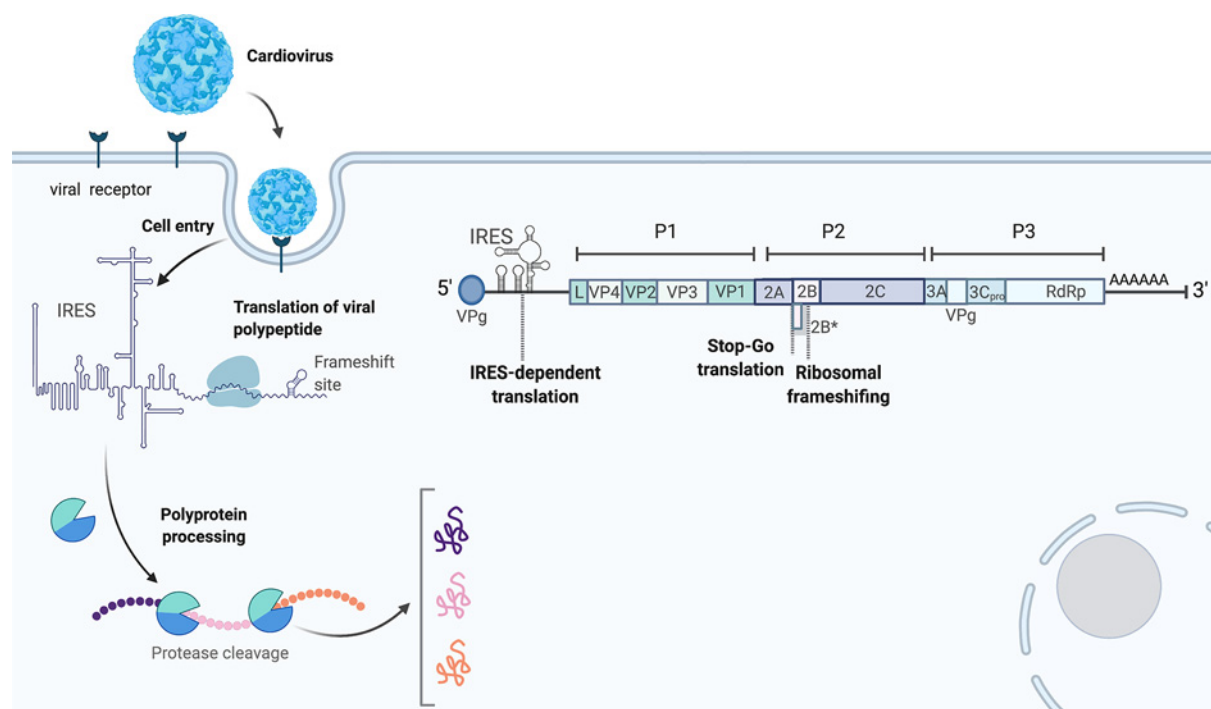 Cardiovirus
viral receptor
Cell entry
IRES
Translation of viral
polypeptide
Frameshift
site
Polyprotein
processing
Protease cleavage
IRES
P1
P2
P3
5'
VPg
L
VP4
VP2
VP3
VP1
2A
2B
2C
3A
3Cpro
RdRp
AAAAAA
3'
VPg
2B*
IRES-dependent
translation
Stop-Go
translation
Ribosomal
frameshifing